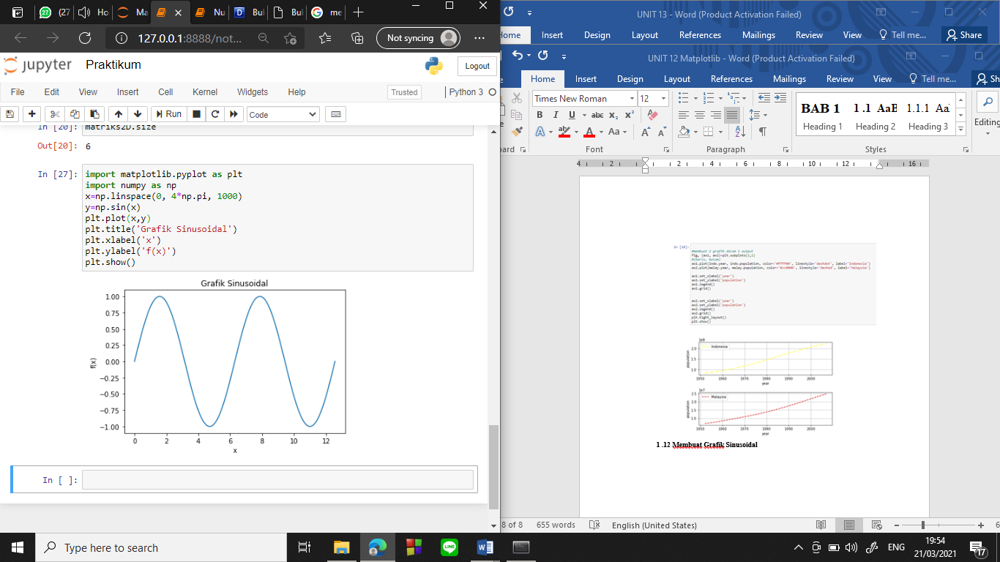 (27
Ho
Ma
Nu
Bul
Bul
me
127.0.0.1:8888/not...
Not syncing
jupyter Praktikum
Logout
File Edit View Insert Cell Kernel Widgets Help
Trusted
Python 3
Run
Code
In [20]: matriks2D.size
Out[20]: 6
In [27]: import matplotlib.pyplot as plt
import numpy as np
x=np.linspace(0, 4*np.pi, 1000)
y=np.sin(x)
plt.plot(x,y)
plt.title('Grafik Sinusoidal')
plt.xlabel('x')
plt.ylabel('f(x)')
plt.show()
Grafik Sinusoidal
1.00
0.75
0.50
0.25
0.00
−0.25
−0.50
−0.75
−1.00
f(x)
0 2 4 6 8 10 12
x
In [ ]:
UNIT 13 - Word (Product Activation Failed)
Home Insert Design Layout References Mailings Review View Tell me... Share
UNIT 12 Matplotlib - Word (Product Activation Failed)
Home Insert Design Layout References Mailings Review View Tell me... Sh
Times New Roman 12
B I U abc x₂ x²
A A Aa A A
BAB 1 1 .1 AaB 1.1.1 Aa
Heading 1 Heading 2 Heading 3
Editing
Font Paragraph Styles
4 2 2 4 6 8 10 12 16
In [38]:
#membuat 2 grafik dalam 1 output
fig, (ax1, ax2)=plt.subplots(2,1)
#(baris, kolom)
ax1.plot(indo.year, indo.population, color='#ffff00', linestyle='dashdot', label='Indonesia')
ax2.plot(malay.year, malay.population, color='#cc0000', linestyle='dashed', label='Malaysia')
ax1.set_xlabel('year')
ax1.set_ylabel('population')
ax1.legend()
ax1.grid()
ax2.set_xlabel('year')
ax2.set_ylabel('population')
ax2.legend()
ax2.grid()
plt.tight_layout()
plt.show()
1e8
Indonesia
2.0
1.5
1.0
population
1950 1960 1970 1980 1990 2000
year
1e7
Malaysia
2.5
2.0
1.5
1.0
population
1950 1960 1970 1980 1990 2000
year
1 .12 Membuat Grafik Sinusoidal
8 of 8 655 words English (United States)
Type here to search
ENG
19:54
21/03/2021
17